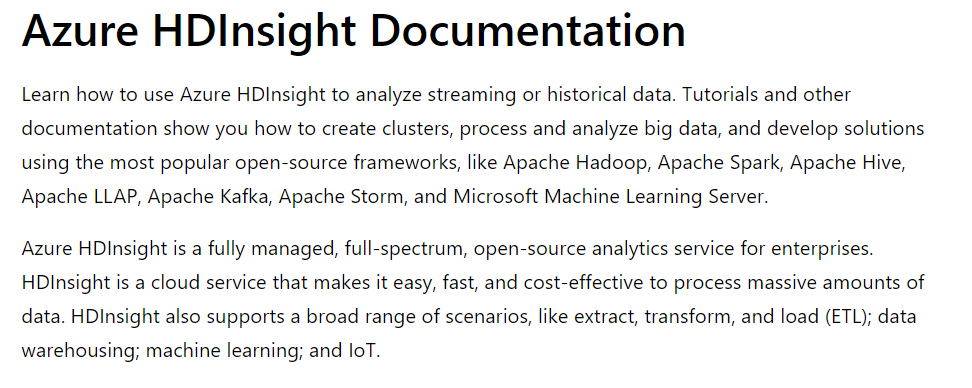 Azure HDInsight Documentation
Learn how to use Azure HDInsight to analyze streaming or historical data. Tutorials and other
documentation show you how to create clusters, process and analyze big data, and develop solutions
using the most popular open-source frameworks, like Apache Hadoop, Apache Spark, Apache Hive,
Apache LLAP, Apache Kafka, Apache Storm, and Microsoft Machine Learning Server.
Azure HDInsight is a fully managed, full-spectrum, open-source analytics service for enterprises.
HDInsight is a cloud service that makes it easy, fast, and cost-effective to process massive amounts of
data. HDInsight also supports a broad range of scenarios, like extract, transform, and load (ETL); data
warehousing; machine learning; and IoT.